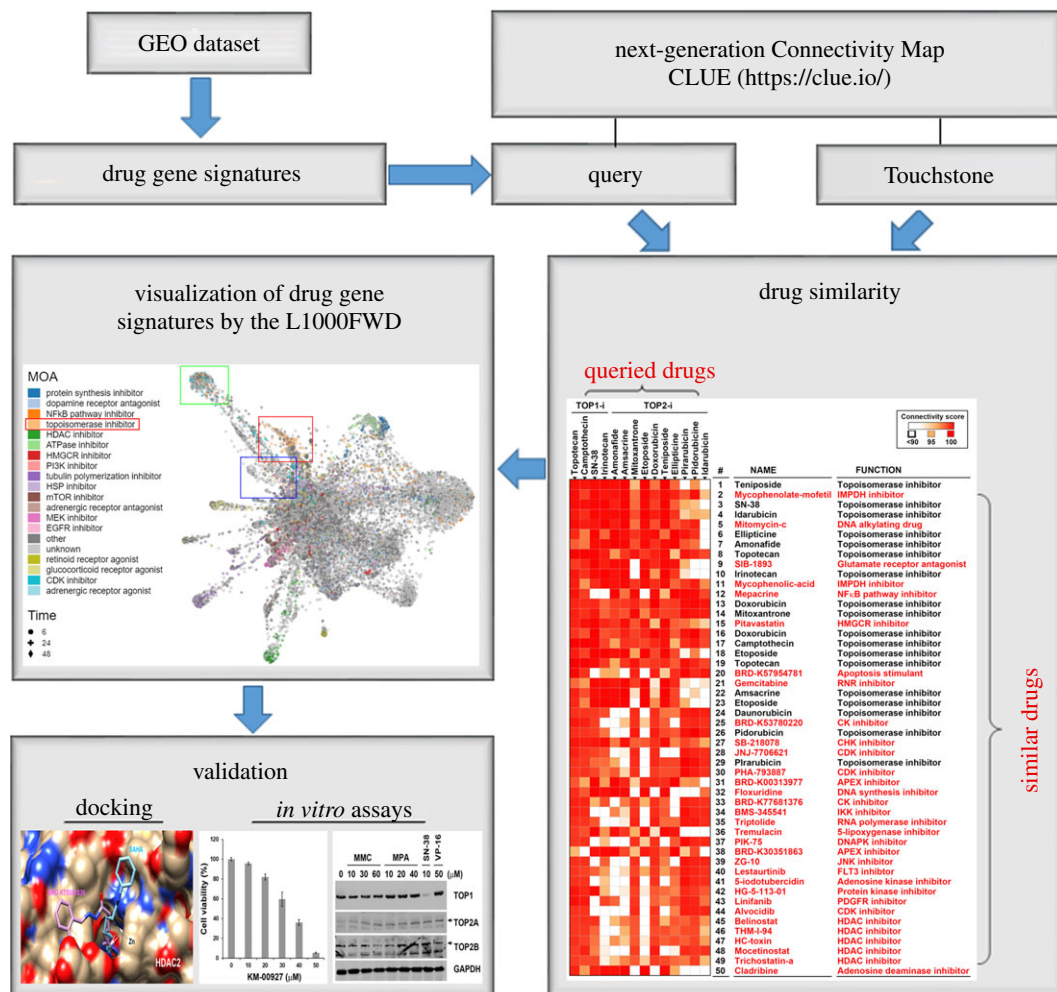 GEO dataset
next-generation Connectivity Map
CLUE (https://clue.io/)
drug gene signatures
query
Touchstone
visualization of drug gene
signatures by the L1000FWD
MOA
protein synthesis inhibitor
dopamine receptor antagonist
NFkB pathway inhibitor
topoisomerase inhibitor
HDAC inhibitor
ATPase inhibitor
HMGCR inhibitor
PI3K inhibitor
tubulin polymerization inhibitor
HSP inhibitor
mTOR inhibitor
adrenergic receptor antagonist
MEK inhibitor
EGFR inhibitor
other
unknown
retinoid receptor agonist
glucocorticoid receptor agonist
CDK inhibitor
adrenergic receptor agonist
Time
6
24
48
drug similarity
queried drugs
TOP1-i TOP2-i
Topotecan
Camptothecin
SN-38
Irinotecan
Amonafide
Amsacrine
Mitoxantrone
Etoposide
Doxorubicin
Teniposide
Ellipticine
Pirarubicin
Pidorubicine
Idarubicin
Connectivity score
<90 95 100
# NAME FUNCTION
1 Teniposide Topoisomerase inhibitor
2 Mycophenolate-mofetil IMPDH inhibitor
3 SN-38 Topoisomerase inhibitor
4 Idarubicin Topoisomerase inhibitor
5 Mitomycin-c DNA alkylating drug
6 Ellipticine Topoisomerase inhibitor
7 Amonafide Topoisomerase inhibitor
8 Topotecan Topoisomerase inhibitor
9 SIB-1893 Glutamate receptor antagonist
10 Irinotecan Topoisomerase inhibitor
11 Mycophenolic-acid IMPDH inhibitor
12 Mepacrine NFκB pathway inhibitor
13 Doxorubicin Topoisomerase inhibitor
14 Mitoxantrone Topoisomerase inhibitor
15 Pitavastatin HMGCR inhibitor
16 Doxorubicin Topoisomerase inhibitor
17 Camptothecin Topoisomerase inhibitor
18 Etoposide Topoisomerase inhibitor
19 Topotecan Topoisomerase inhibitor
20 BRD-K57954781 Apoptosis stimulant
21 Gemcitabine RNR inhibitor
22 Amsacrine Topoisomerase inhibitor
23 Etoposide Topoisomerase inhibitor
24 Daunorubicin Topoisomerase inhibitor
25 BRD-K53780220 CK inhibitor
26 Pidorubicin Topoisomerase inhibitor
27 SB-218078 CHK inhibitor
28 JNJ-7706621 CDK inhibitor
29 PIrarubicin Topoisomerase inhibitor
30 PHA-793887 CDK inhibitor
31 BRD-K00313977 APEX inhibitor
32 Floxuridine DNA synthesis inhibitor
33 BRD-K77681376 CK inhibitor
34 BMS-345541 IKK inhibitor
35 Triptolide RNA polymerase inhibitor
36 Tremulacin 5-lipoxygenase inhibitor
37 PIK-75 DNAPK inhibitor
38 BRD-K30351863 APEX inhibitor
39 ZG-10 JNK inhibitor
40 Lestaurtinib FLT3 inhibitor
41 5-iodotubercidin Adenosine kinase inhibitor
42 HG-5-113-01 Protein kinase inhibitor
43 Linifanib PDGFR inhibitor
44 Alvocidib CDK inhibitor
45 Belinostat HDAC inhibitor
46 THM-I-94 HDAC inhibitor
47 HC-toxin HDAC inhibitor
48 Mocetinostat HDAC inhibitor
49 Trichostatin-a HDAC inhibitor
50 Cladribine Adenosine deaminase inhibitor
similar drugs
validation
docking
in vitro assays
SAHA
Zn
HDAC2
Cell viability (%)
100
80
60
40
20
0
0 10 20 30 40 50
KM-00927 (μM)
MMC MPA SN-38 VP-16
0 10 30 60 10 20 40 10 50 (μM)
TOP1
TOP2A
TOP2B
GAPDH